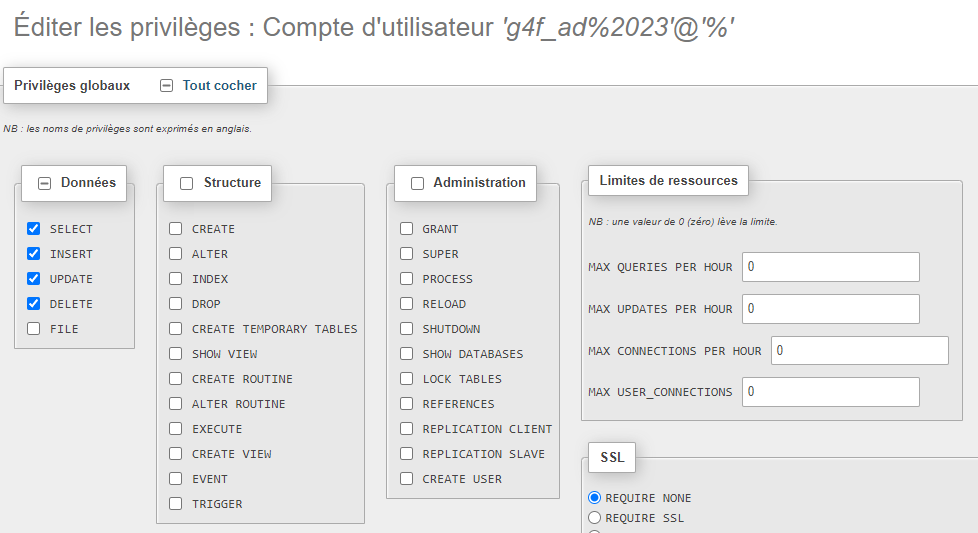 Éditer les privilèges : Compte d'utilisateur 'g4f_ad%2023'@'%'
Privilèges globaux Tout cocher
NB : les noms de privilèges sont exprimés en anglais.
Données
SELECT
INSERT
UPDATE
DELETE
FILE
Structure
CREATE
ALTER
INDEX
DROP
CREATE TEMPORARY TABLES
SHOW VIEW
CREATE ROUTINE
ALTER ROUTINE
EXECUTE
CREATE VIEW
EVENT
TRIGGER
Administration
GRANT
SUPER
PROCESS
RELOAD
SHUTDOWN
SHOW DATABASES
LOCK TABLES
REFERENCES
REPLICATION CLIENT
REPLICATION SLAVE
CREATE USER
Limites de ressources
NB : une valeur de 0 (zéro) lève la limite.
MAX QUERIES PER HOUR 0
MAX UPDATES PER HOUR 0
MAX CONNECTIONS PER HOUR 0
MAX USER_CONNECTIONS 0
SSL
REQUIRE NONE
REQUIRE SSL